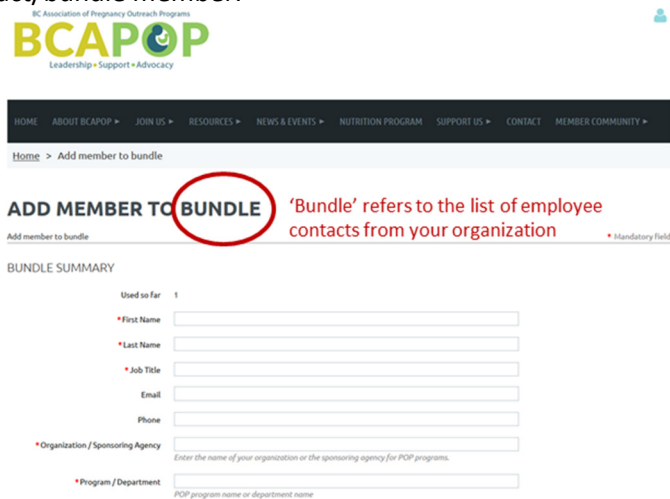 bundle member.
BC Association of Pregnancy Outreach Programs
BCAPOP
Leadership • Support • Advocacy
HOME ABOUT BCAPOP ► JOIN US ► RESOURCES ► NEWS & EVENTS ► NUTRITION PROGRAM SUPPORT US ► CONTACT MEMBER COMMUNITY ►
Home > Add member to bundle
ADD MEMBER TO BUNDLE
'Bundle' refers to the list of employee
contacts from your organization
Add member to bundle
* Mandatory field
BUNDLE SUMMARY
Used so far 1
* First Name
* Last Name
* Job Title
Email
Phone
* Organization / Sponsoring Agency
Enter the name of your organization or the sponsoring agency for POP programs.
* Program / Department
POP program name or department name